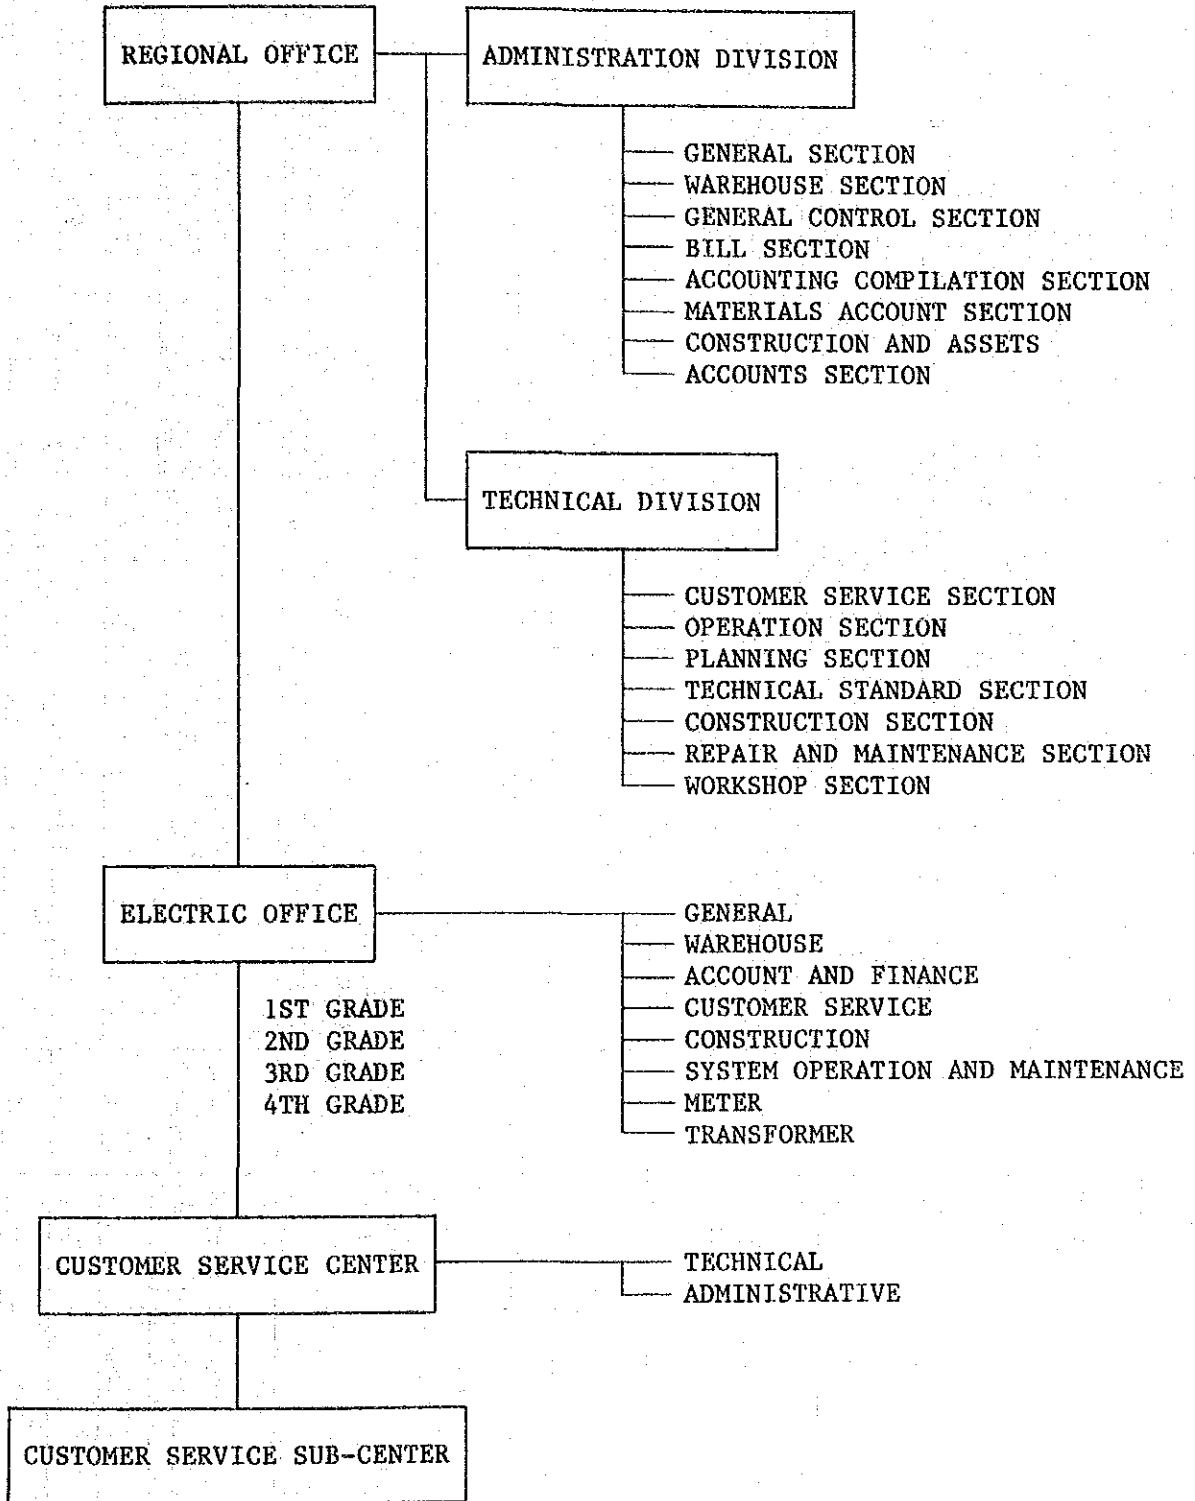 REGIONAL OFFICE
ADMINISTRATION DIVISION
GENERAL SECTION
WAREHOUSE SECTION
GENERAL CONTROL SECTION
BILL SECTION
ACCOUNTING COMPILATION SECTION
MATERIALS ACCOUNT SECTION
CONSTRUCTION AND ASSETS
ACCOUNTS SECTION
TECHNICAL DIVISION
CUSTOMER SERVICE SECTION
OPERATION SECTION
PLANNING SECTION
TECHNICAL STANDARD SECTION
CONSTRUCTION SECTION
REPAIR AND MAINTENANCE SECTION
WORKSHOP SECTION
ELECTRIC OFFICE
GENERAL
WAREHOUSE
ACCOUNT AND FINANCE
CUSTOMER SERVICE
CONSTRUCTION
SYSTEM OPERATION AND MAINTENANCE
METER
TRANSFORMER
1ST GRADE
2ND GRADE
3RD GRADE
4TH GRADE
CUSTOMER SERVICE CENTER
TECHNICAL
ADMINISTRATIVE
CUSTOMER SERVICE SUB-CENTER